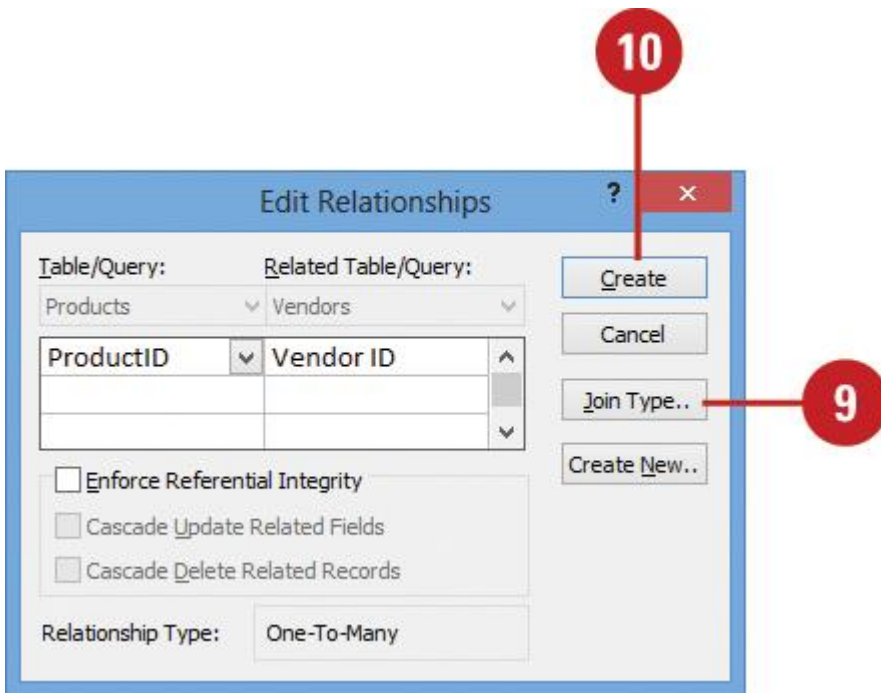 10
Edit Relationships ? ×
Table/Query: Related Table/Query:
Products Vendors
ProductID Vendor ID
Create
Cancel
Join Type..
9
Create New..
Enforce Referential Integrity
Cascade Update Related Fields
Cascade Delete Related Records
Relationship Type: One-To-Many